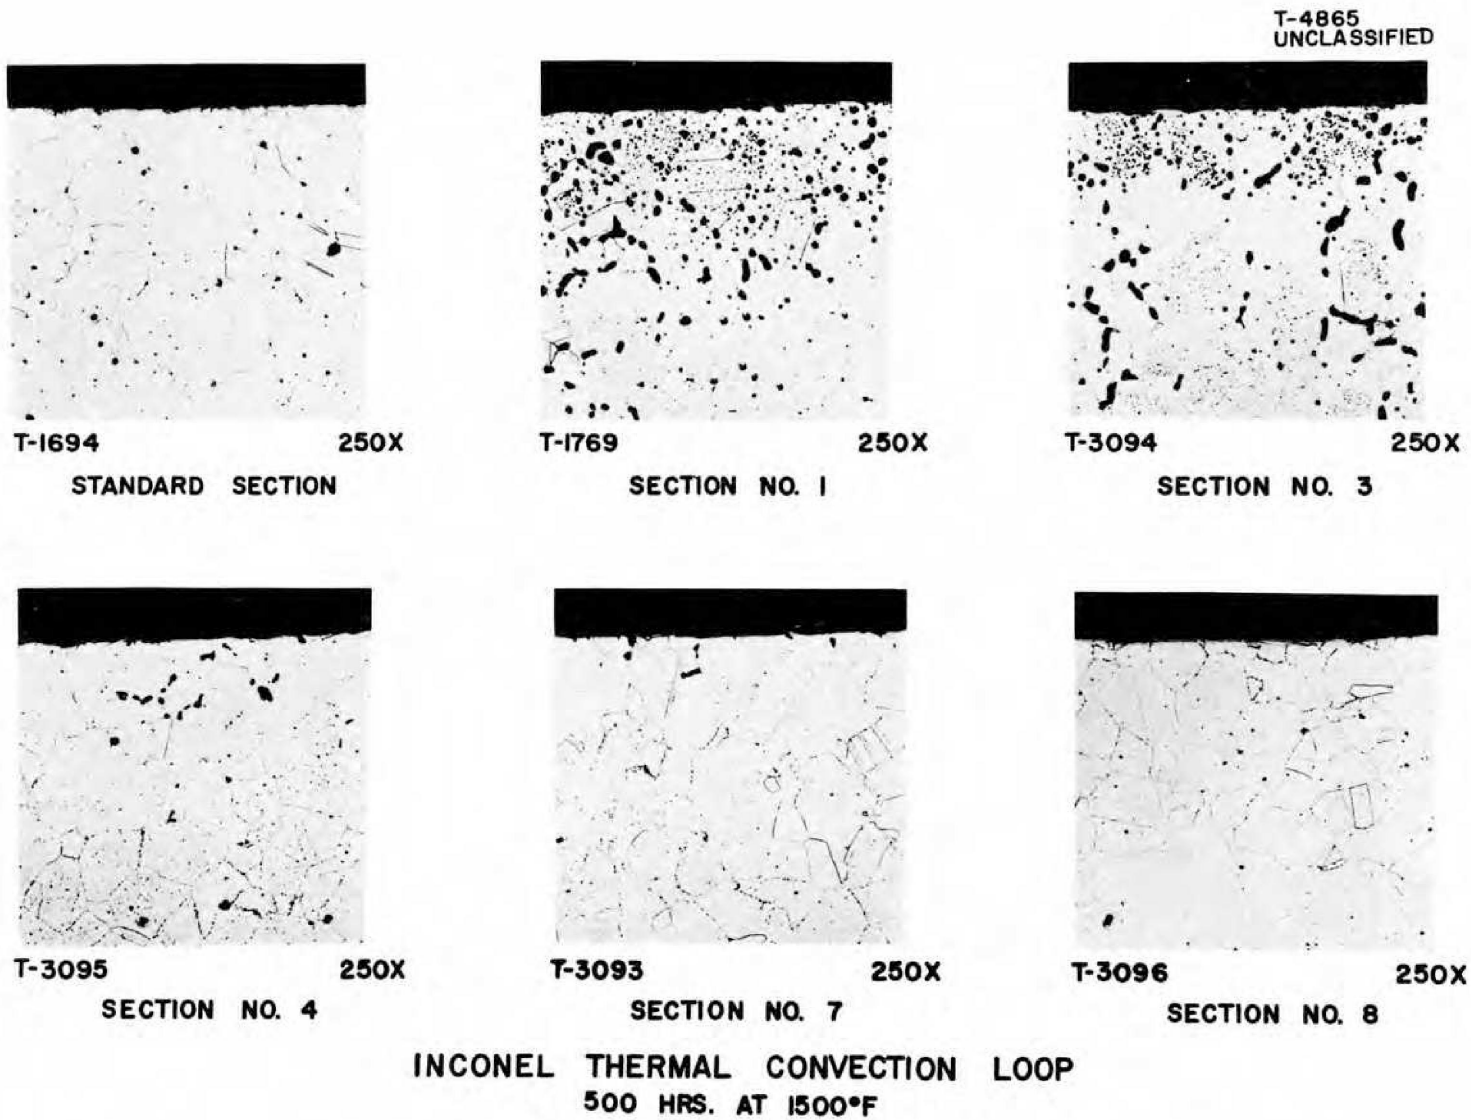 T-4865
UNCLASSIFIED
T-1694 250X
STANDARD SECTION
T-1769 250X
SECTION NO. 1
T-3094 250X
SECTION NO. 3
T-3095 250X
SECTION NO. 4
T-3093 250X
SECTION NO. 7
T-3096 250X
SECTION NO. 8
INCONEL THERMAL CONVECTION LOOP
500 HRS. AT 1500°F